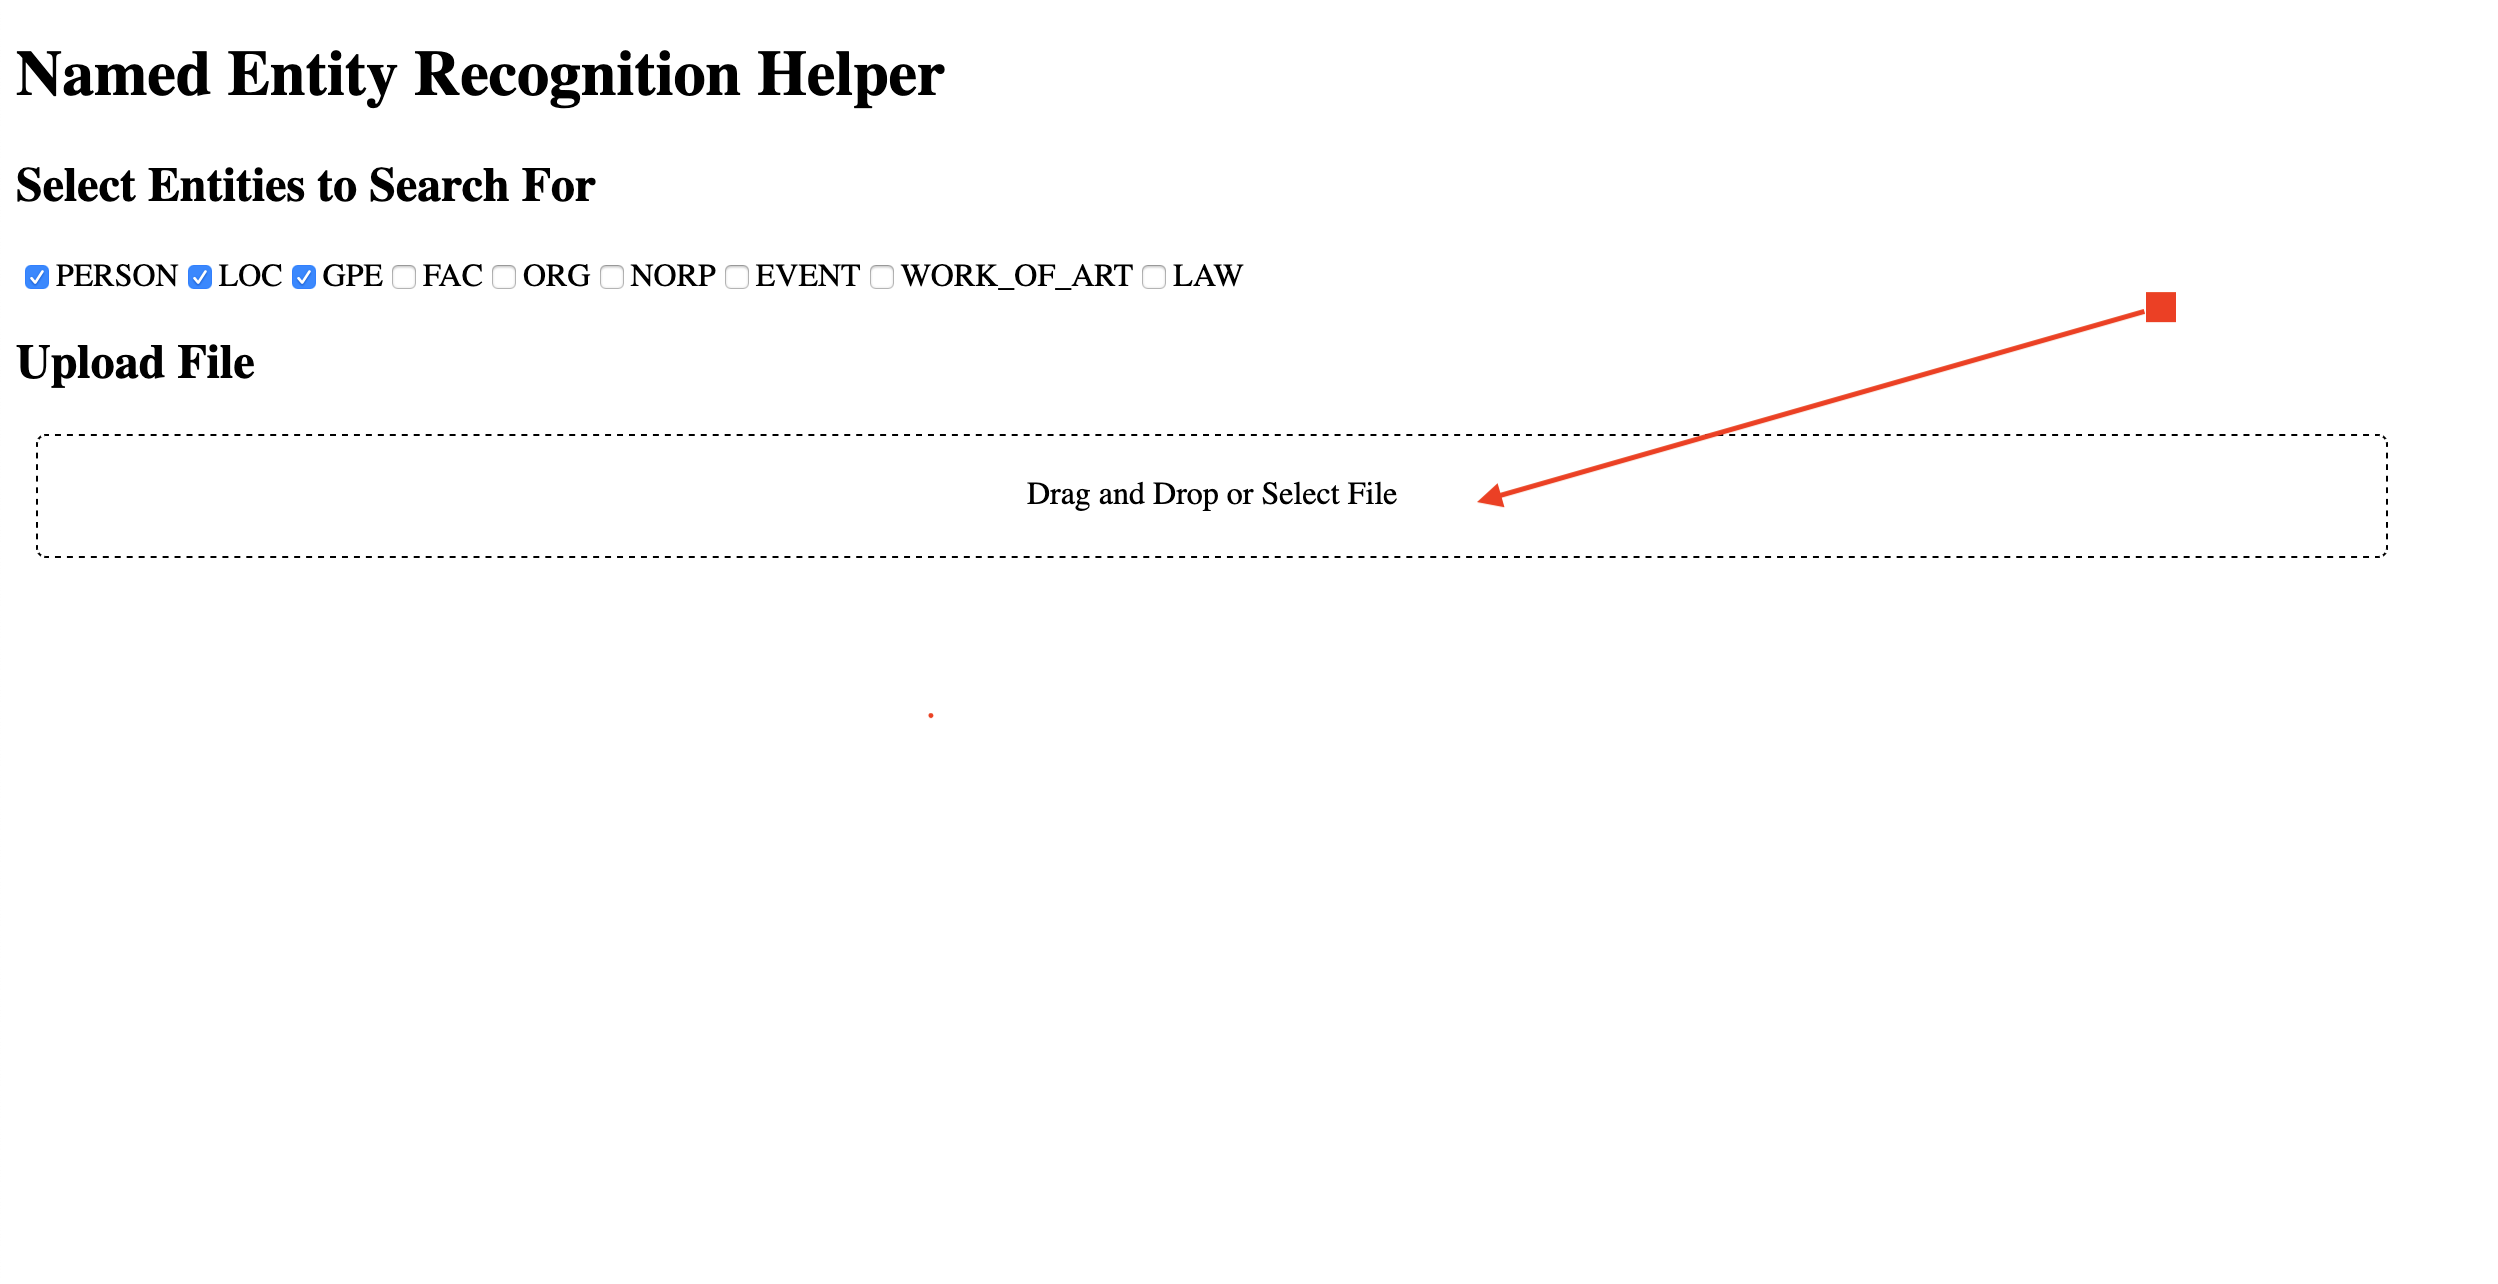 Named Entity Recognition Helper
Select Entities to Search For
PERSON LOC GPE FAC ORG NORP EVENT WORK_OF_ART LAW
Upload File
Drag and Drop or Select File